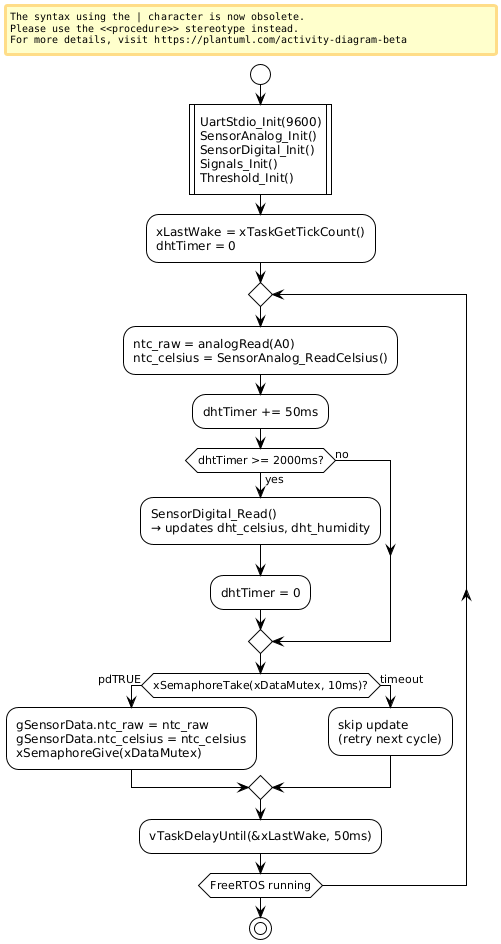 The syntax using the | character is now obsolete.
Please use the <<procedure>> stereotype instead.
For more details, visit https://plantuml.com/activity-diagram-beta
UartStdio_Init(9600)
SensorAnalog_Init()
SensorDigital_Init()
Signals_Init()
Threshold_Init()
xLastWake = xTaskGetTickCount()
dhtTimer = 0
ntc_raw = analogRead(A0)
ntc_celsius = SensorAnalog_ReadCelsius()
dhtTimer += 50ms
dhtTimer >= 2000ms?
no
yes
SensorDigital_Read()
→ updates dht_celsius, dht_humidity
dhtTimer = 0
pdTRUE
xSemaphoreTake(xDataMutex, 10ms)?
timeout
gSensorData.ntc_raw = ntc_raw
gSensorData.ntc_celsius = ntc_celsius
xSemaphoreGive(xDataMutex)
skip update
(retry next cycle)
vTaskDelayUntil(&xLastWake, 50ms)
FreeRTOS running